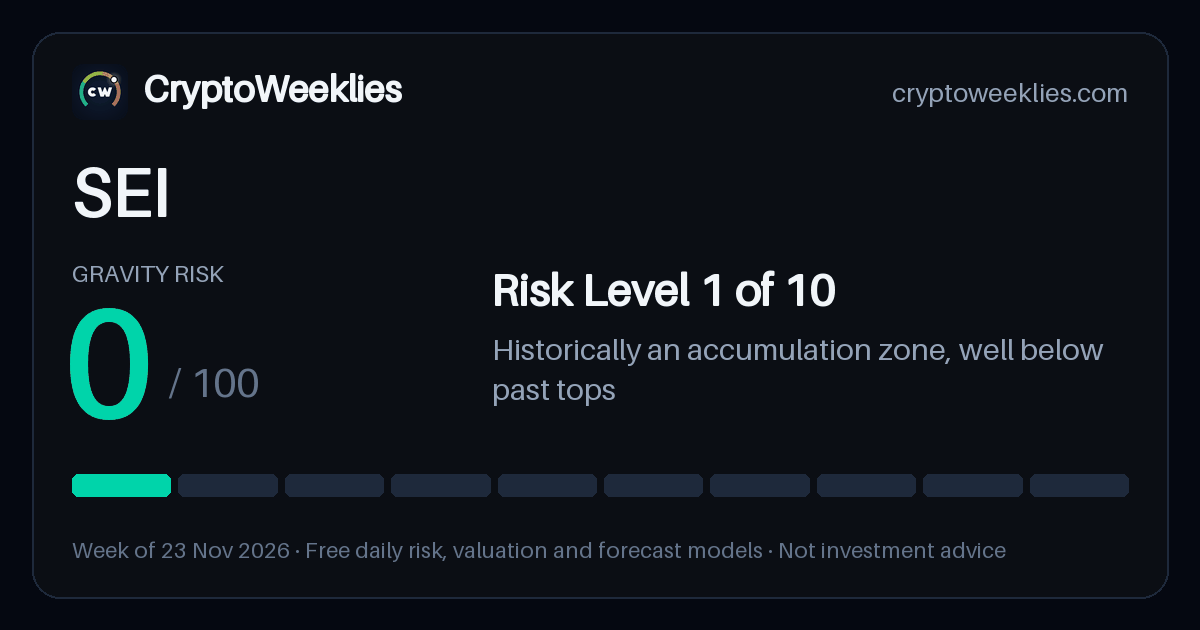 CW
CryptoWeeklies
cryptoweeklies.com
SEI
GRAVITY RISK
0 / 100
Risk Level 1 of 10
Historically an accumulation zone, well below
past tops
Week of 23 Nov 2026 · Free daily risk, valuation and forecast models · Not investment advice